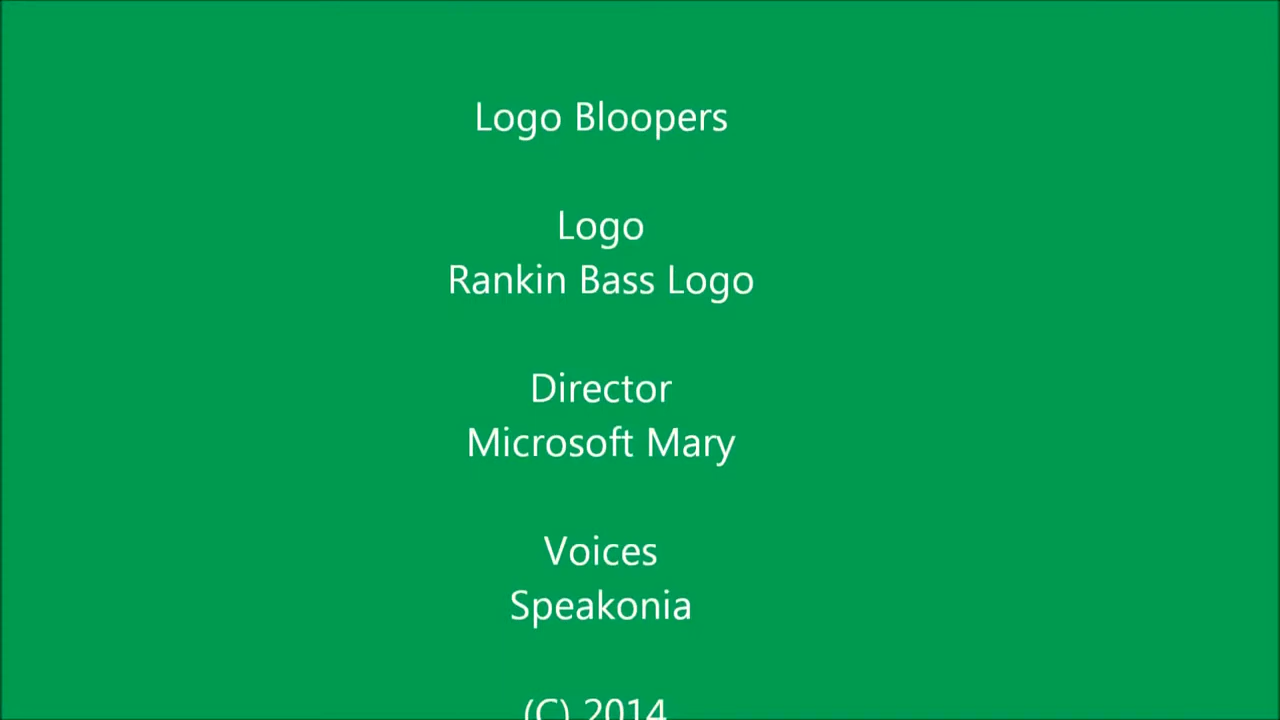 Logo Bloopers
Logo
Rankin Bass Logo
Director
Microsoft Mary
Voices
Speakonia
(C) 2014